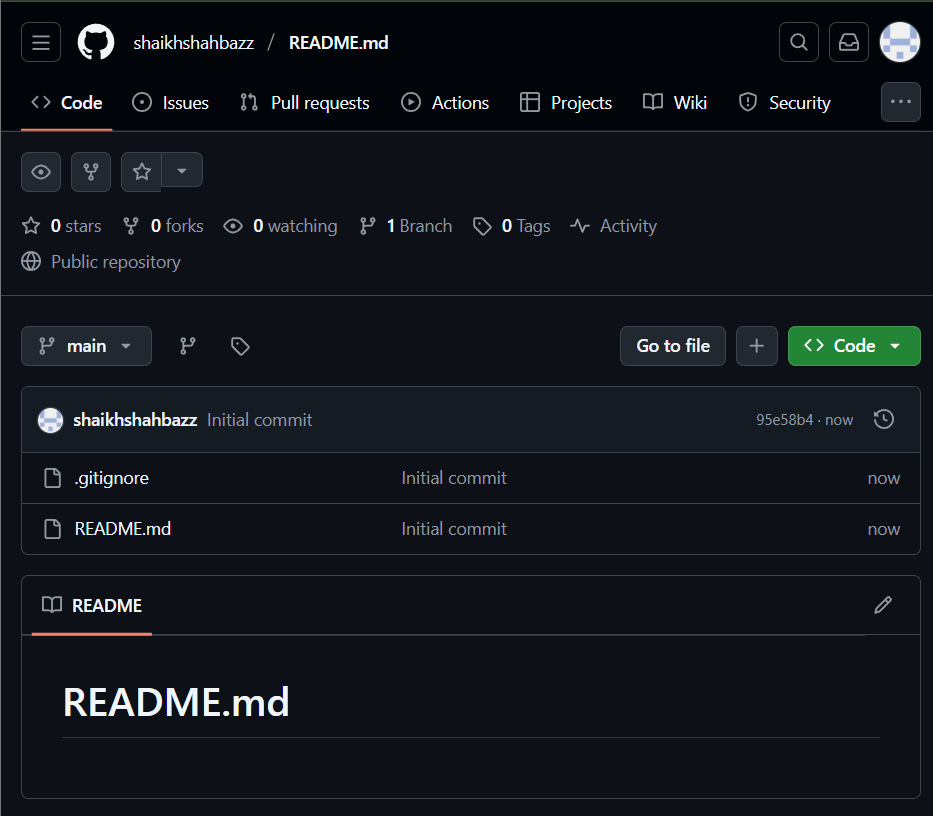 shaikhshahbazz / README.md
Code Issues Pull requests Actions Projects Wiki Security
0 stars 0 forks 0 watching 1 Branch 0 Tags Activity
Public repository
main Go to file Code
shaikhshahbazz Initial commit 95e58b4 · now
.gitignore Initial commit now
README.md Initial commit now
README
README.md